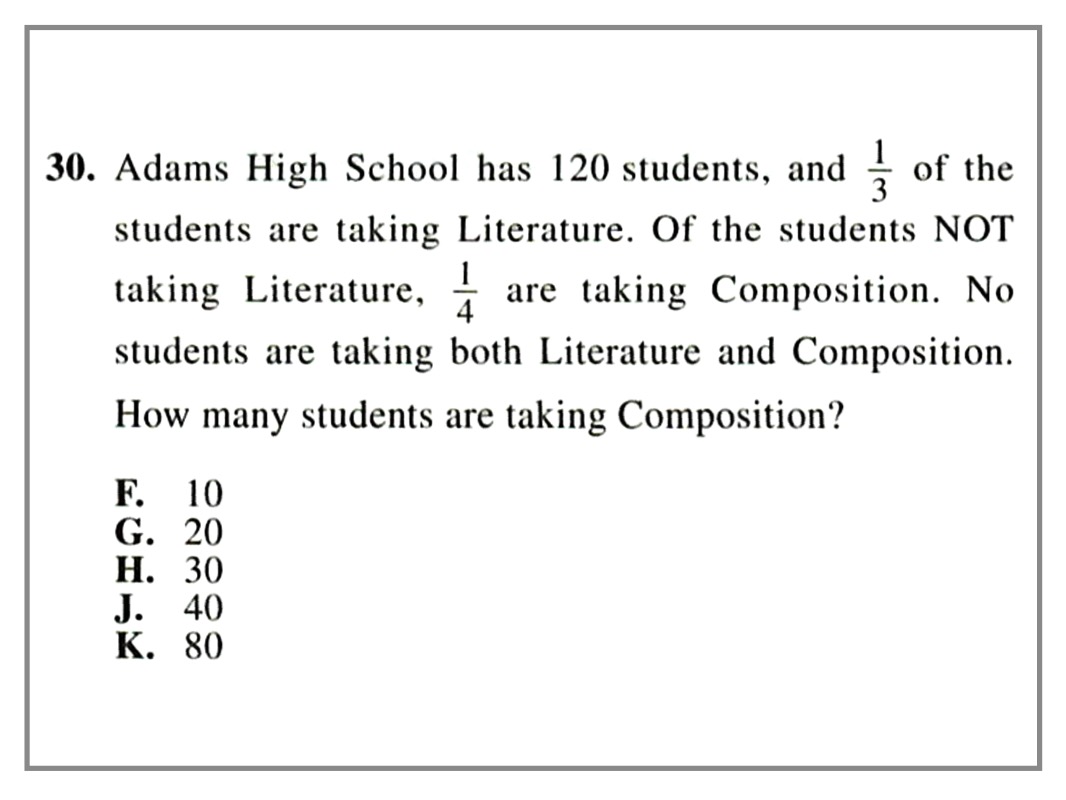 30. Adams High School has 120 students, and 1/3 of the
students are taking Literature. Of the students NOT
taking Literature, 1/4 are taking Composition. No
students are taking both Literature and Composition.
How many students are taking Composition?
F. 10
G. 20
H. 30
J. 40
K. 80